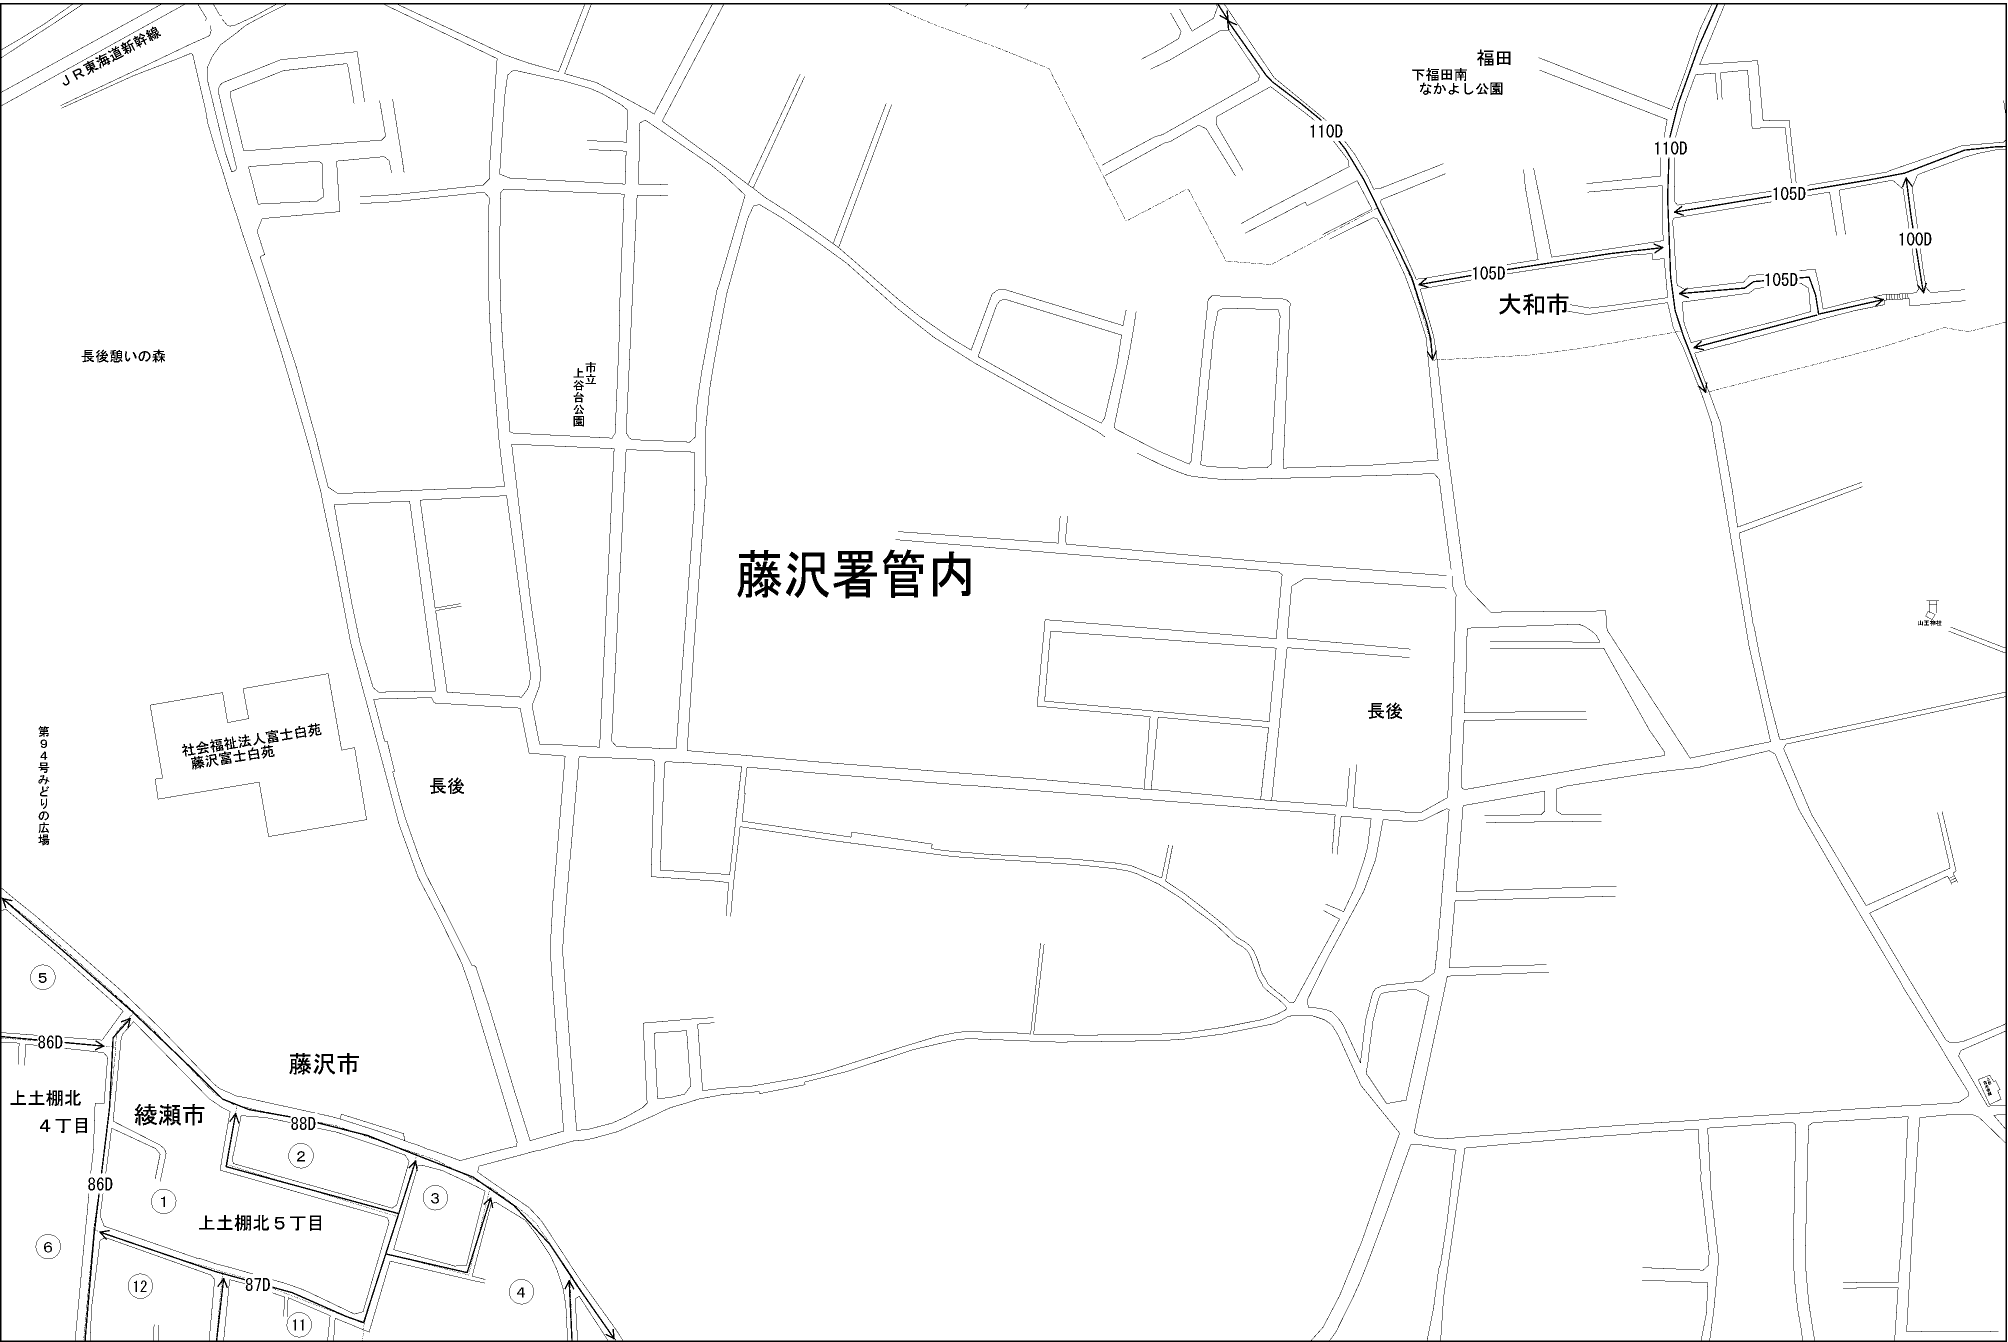 ＪＲ東海道新幹線
福田
下福田南
なかよし公園
110D
110D
105D
100D
105D
105D
大和市
長後憩いの森
市立
上谷台公園
藤沢署管内
山王神社
長後
第９４号みどりの広場
社会福祉法人富士白苑
藤沢富士白苑
長後
5
86D
藤沢市
上土棚北
４丁目
綾瀬市
88D
2
86D
1
3
上土棚北５丁目
6
12
87D
4
11